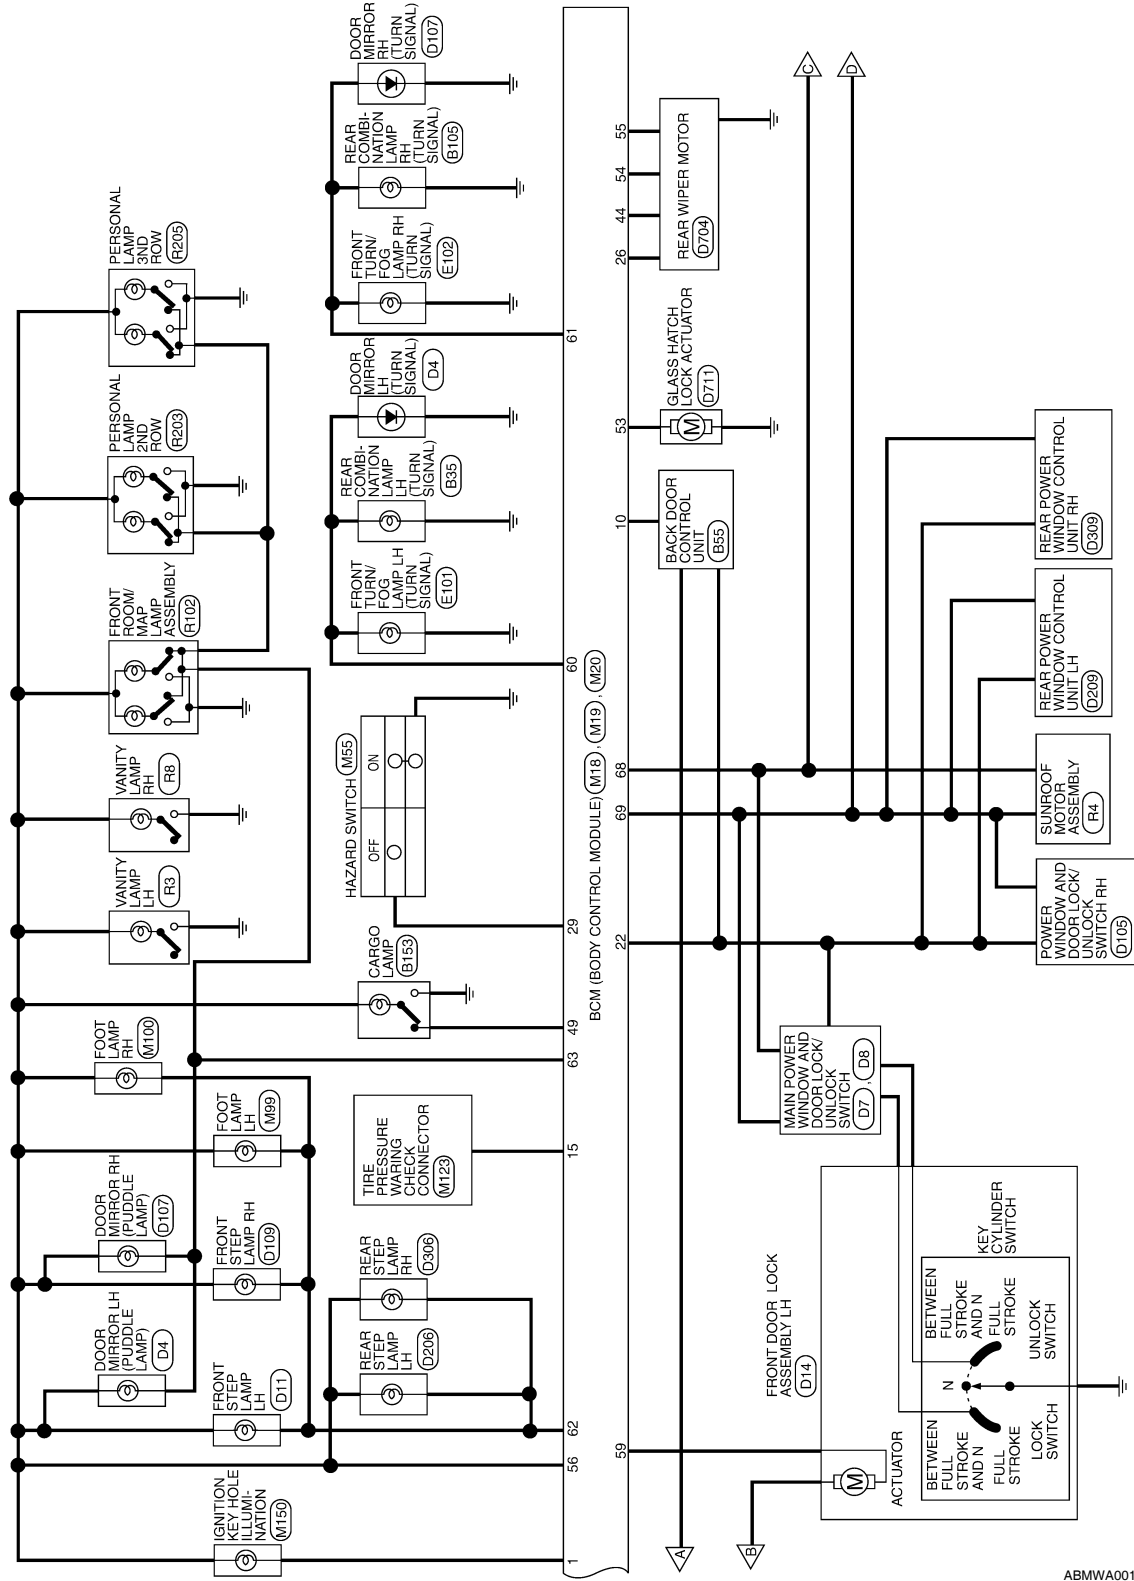 IGNITION
KEY HOLE
ILLUMI-
NATION
M150
DOOR
MIRROR LH
(PUDDLE
LAMP)
D4
DOOR
MIRROR RH
(PUDDLE
LAMP)
D107
FOOT
LAMP
RH
M100
FRONT
STEP
LAMP
LH
D11
FRONT
STEP
LAMP RH
D109
FOOT
LAMP
LH
M99
REAR
STEP
LAMP
LH
D206
REAR
STEP
LAMP
RH
D306
TIRE
PRESSURE
WARING
CHECK
CONNECTOR
M123
CARGO
LAMP
B153
VANITY
LAMP
LH
R3
VANITY
LAMP
RH
R8
FRONT
ROOM/
MAP
LAMP
ASSEMBLY
R102
PERSONAL
LAMP
2ND
ROW
R203
PERSONAL
LAMP
3ND
ROW
R205
HAZARD SWITCH M55
OFF
ON
FRONT
TURN/
FOG
LAMP LH
(TURN
SIGNAL)
E101
REAR
COMBI-
NATION
LAMP
LH
(TURN
SIGNAL)
B35
DOOR
MIRROR
LH
(TURN
SIGNAL)
D4
FRONT
TURN/
FOG
LAMP RH
(TURN
SIGNAL)
E102
REAR
COMBI-
NATION
LAMP
RH
(TURN
SIGNAL)
B105
DOOR
MIRROR
RH
(TURN
SIGNAL)
D107
1
56
62
15
63
49
29
60
61
BCM (BODY CONTROL MODULE) M18 , M19 , M20
59
22
69
68
10
53
26
44
54
55
A
B
C
D
FRONT DOOR LOCK
ASSEMBLY LH
D14
ACTUATOR
M
KEY
CYLINDER
SWITCH
BETWEEN
FULL
STROKE
AND N
FULL
STROKE
LOCK
SWITCH
N
BETWEEN
FULL
STROKE
AND N
FULL
STROKE
UNLOCK
SWITCH
MAIN POWER
WINDOW AND
DOOR LOCK/
UNLOCK
SWITCH
D7 , D8
POWER
WINDOW AND
DOOR LOCK/
UNLOCK
SWITCH RH
D105
SUNROOF
MOTOR
ASSEMBLY
R4
REAR POWER
WINDOW CONTROL
UNIT LH
D209
REAR POWER
WINDOW CONTROL
UNIT RH
D309
BACK DOOR
CONTROL
UNIT
B55
GLASS HATCH
LOCK ACTUATOR
D711
M
REAR WIPER MOTOR
D704
ABMWA001